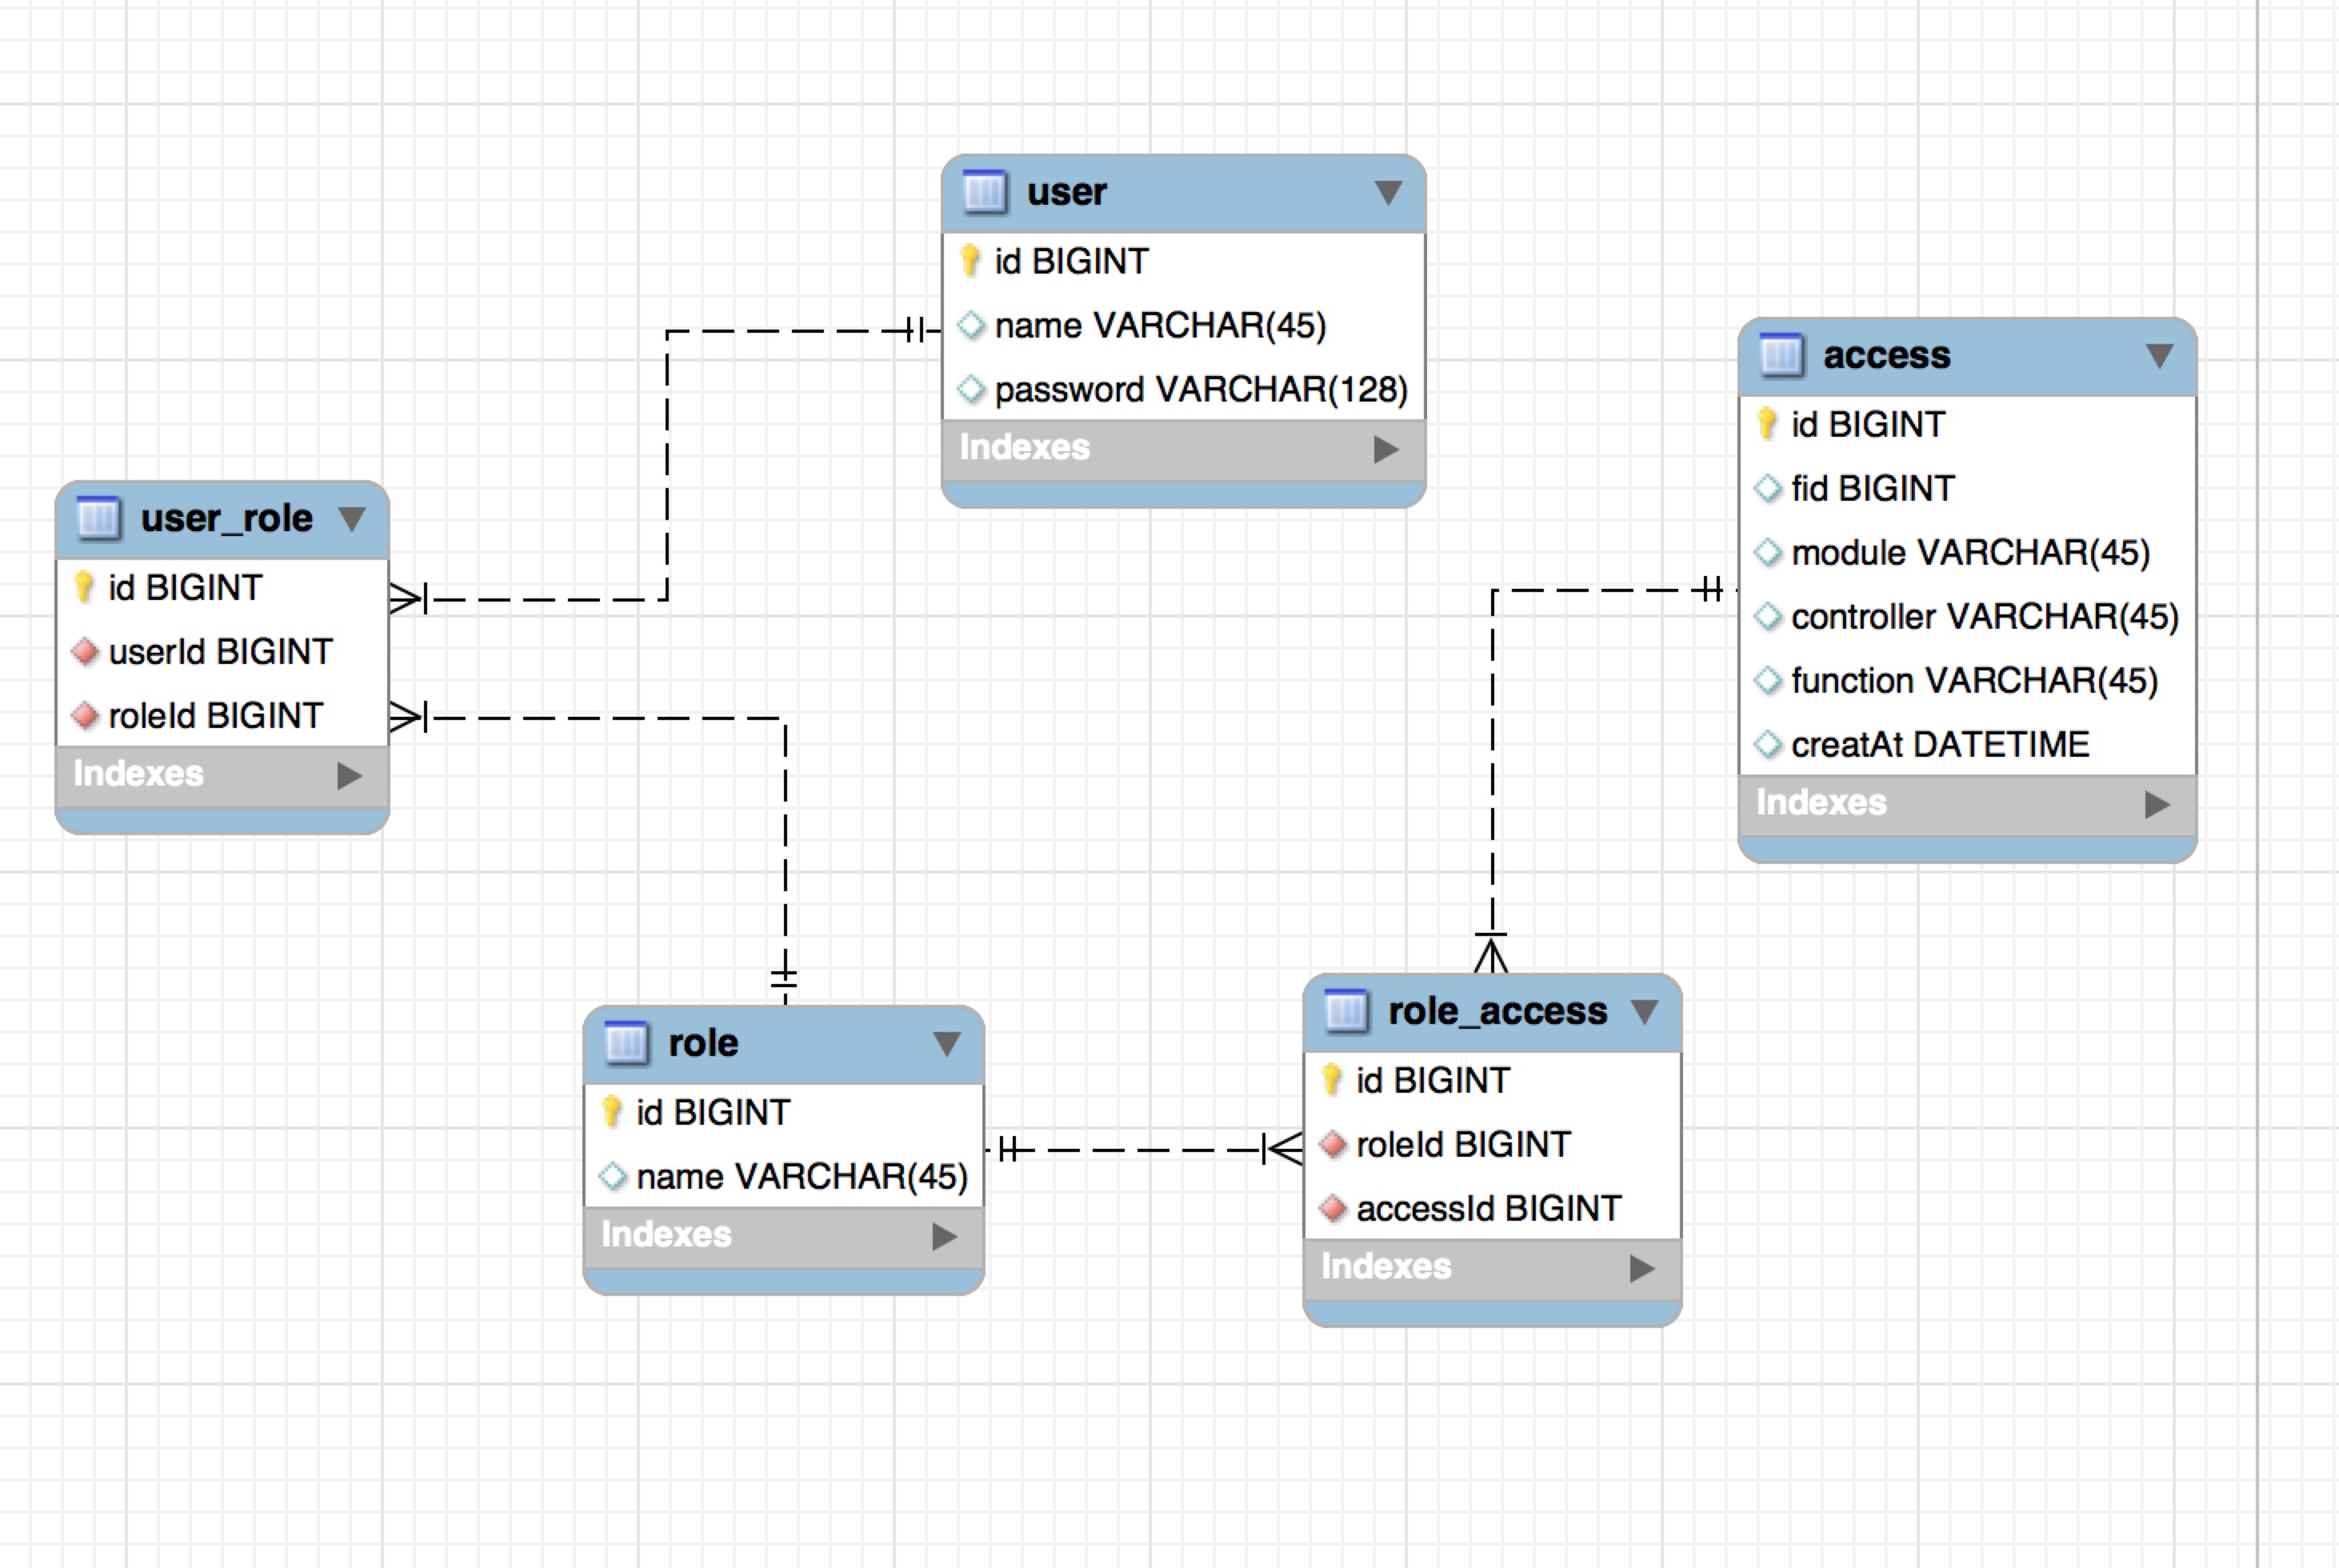 user
id BIGINT
name VARCHAR(45)
password VARCHAR(128)
Indexes
access
id BIGINT
fid BIGINT
module VARCHAR(45)
controller VARCHAR(45)
function VARCHAR(45)
creatAt DATETIME
Indexes
user_role
id BIGINT
userId BIGINT
roleId BIGINT
Indexes
role
id BIGINT
name VARCHAR(45)
Indexes
role_access
id BIGINT
roleId BIGINT
accessId BIGINT
Indexes